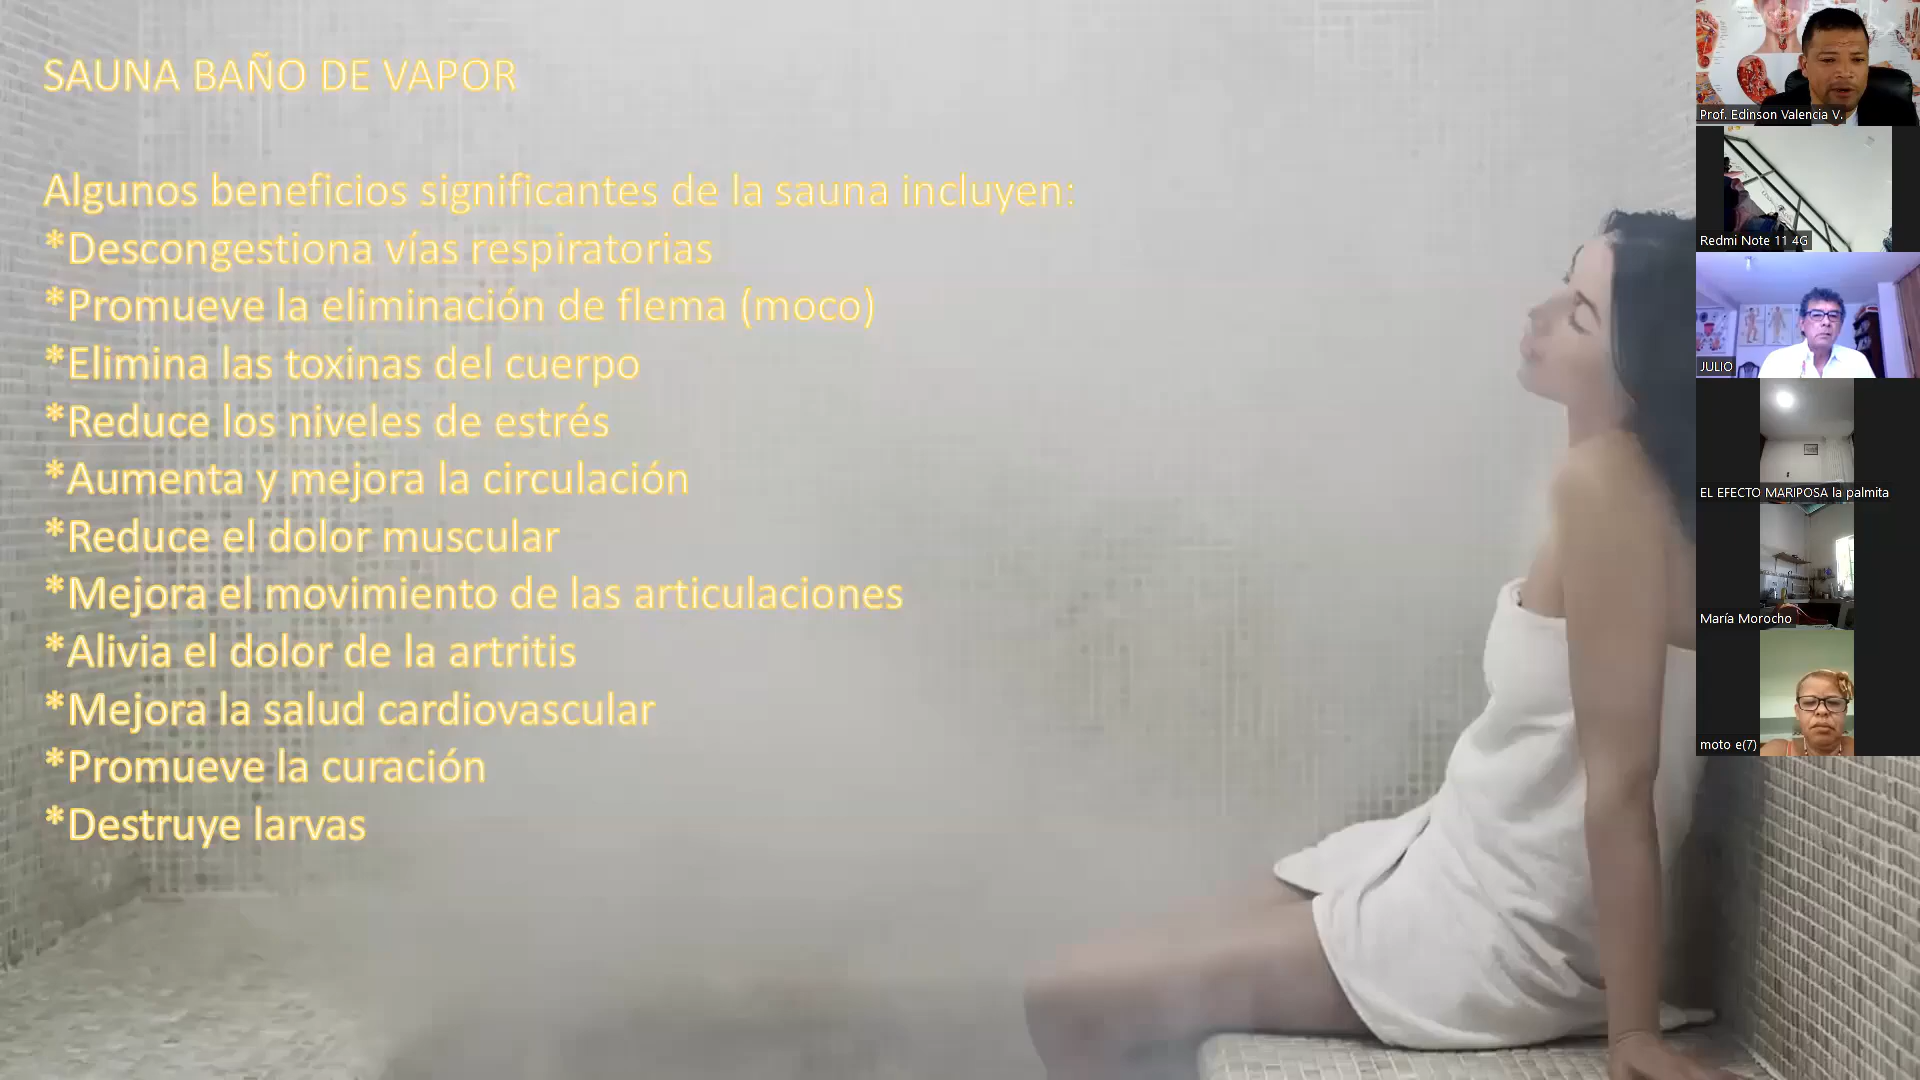 SAUNA BAÑO DE VAPOR
Algunos beneficios significantes de la sauna incluyen:
*Descongestiona vías respiratorias
*Promueve la eliminación de flema (moco)
*Elimina las toxinas del cuerpo
*Reduce los niveles de estrés
*Aumenta y mejora la circulación
*Reduce el dolor muscular
*Mejora el movimiento de las articulaciones
*Alivia el dolor de la artritis
*Mejora la salud cardiovascular
*Promueve la curación
*Destruye larvas
Prof. Edinson Valencia V.
Redmi Note 11 4G
JULIO
EL EFECTO MARIPOSA la palmita
María Morocho
moto e(7)